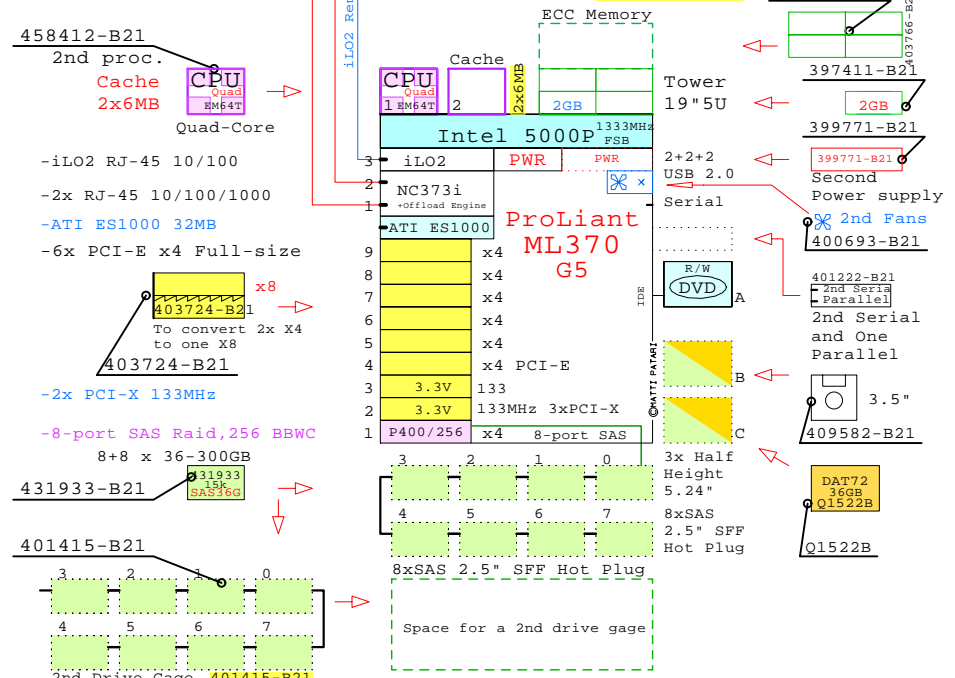 458412-B21
2nd proc.
Cache
2x6MB
CPU
Quad
EM64T
Quad-Core
-iLO2 RJ-45 10/100
-2x RJ-45 10/100/1000
-ATI ES1000 32MB
-6x PCI-E x4 Full-size
x8
403724-B21
To convert 2x X4
to one X8
403724-B21
-2x PCI-X 133MHz
-8-port SAS Raid,256 BBWC
8+8 x 36-300GB
431933
15k
SAS36G
431933-B21
401415-B21
3 2 1 0
4 5 6 7
2nd Drive Cage 401415-B21
ECC Memory
Cache
CPU
Quad
1 EM64T
2
2x6MB
2GB
Intel 5000P
1333MHz
FSB
3 iLO2 PWR PWR
2
NC373i
1 +Offload Engine
ATI ES1000
ProLiant
ML370
G5
9 x4
8 x4
7 x4
6 x4
5 x4
4 x4 PCI-E
3 3.3V 133
2 3.3V 133MHz 3xPCI-X
1 P400/256 x4 8-port SAS
IDE
©MATTI PATARI
3 2 1 0
4 5 6 7
8xSAS 2.5" SFF Hot Plug
Space for a 2nd drive gage
Tower
19"5U
2+2+2
USB 2.0
Serial
R/W
DVD
A
B
C
3x Half
Height
5.24"
8xSAS
2.5" SFF
Hot Plug
397411-B21
2GB
399771-B21
399771-B21
Second
Power supply
2nd Fans
400693-B21
401222-B21
2nd Seria
Parallel
2nd Serial
and One
Parallel
3.5"
409582-B21
DAT72
36GB
Q1522B
Q1522B